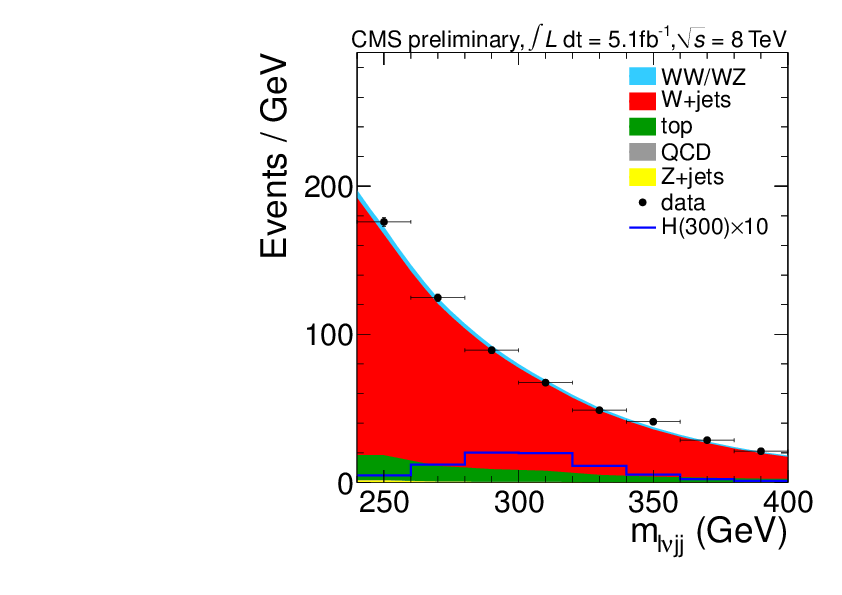 CMS preliminary, ∫ L dt = 5.1fb⁻¹, √s = 8 TeV
Events / GeV
WW/WZ
W+jets
top
QCD
Z+jets
data
H(300)×10
200
100
0
250 300 350 400
m_lνjj (GeV)